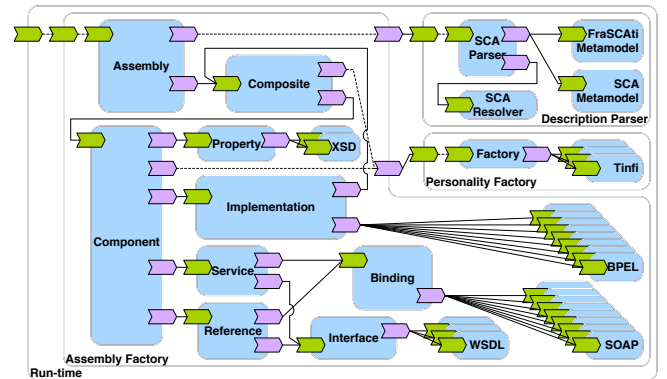 Assembly
Composite
SCA
Parser
FraSCAti
Metamodel
SCA
Metamodel
SCA
Resolver
Description Parser
Component
Property
XSD
Factory
Tinfi
Personality Factory
Implementation
BPEL
Service
Binding
Reference
Interface
WSDL
SOAP
Assembly Factory
Run-time